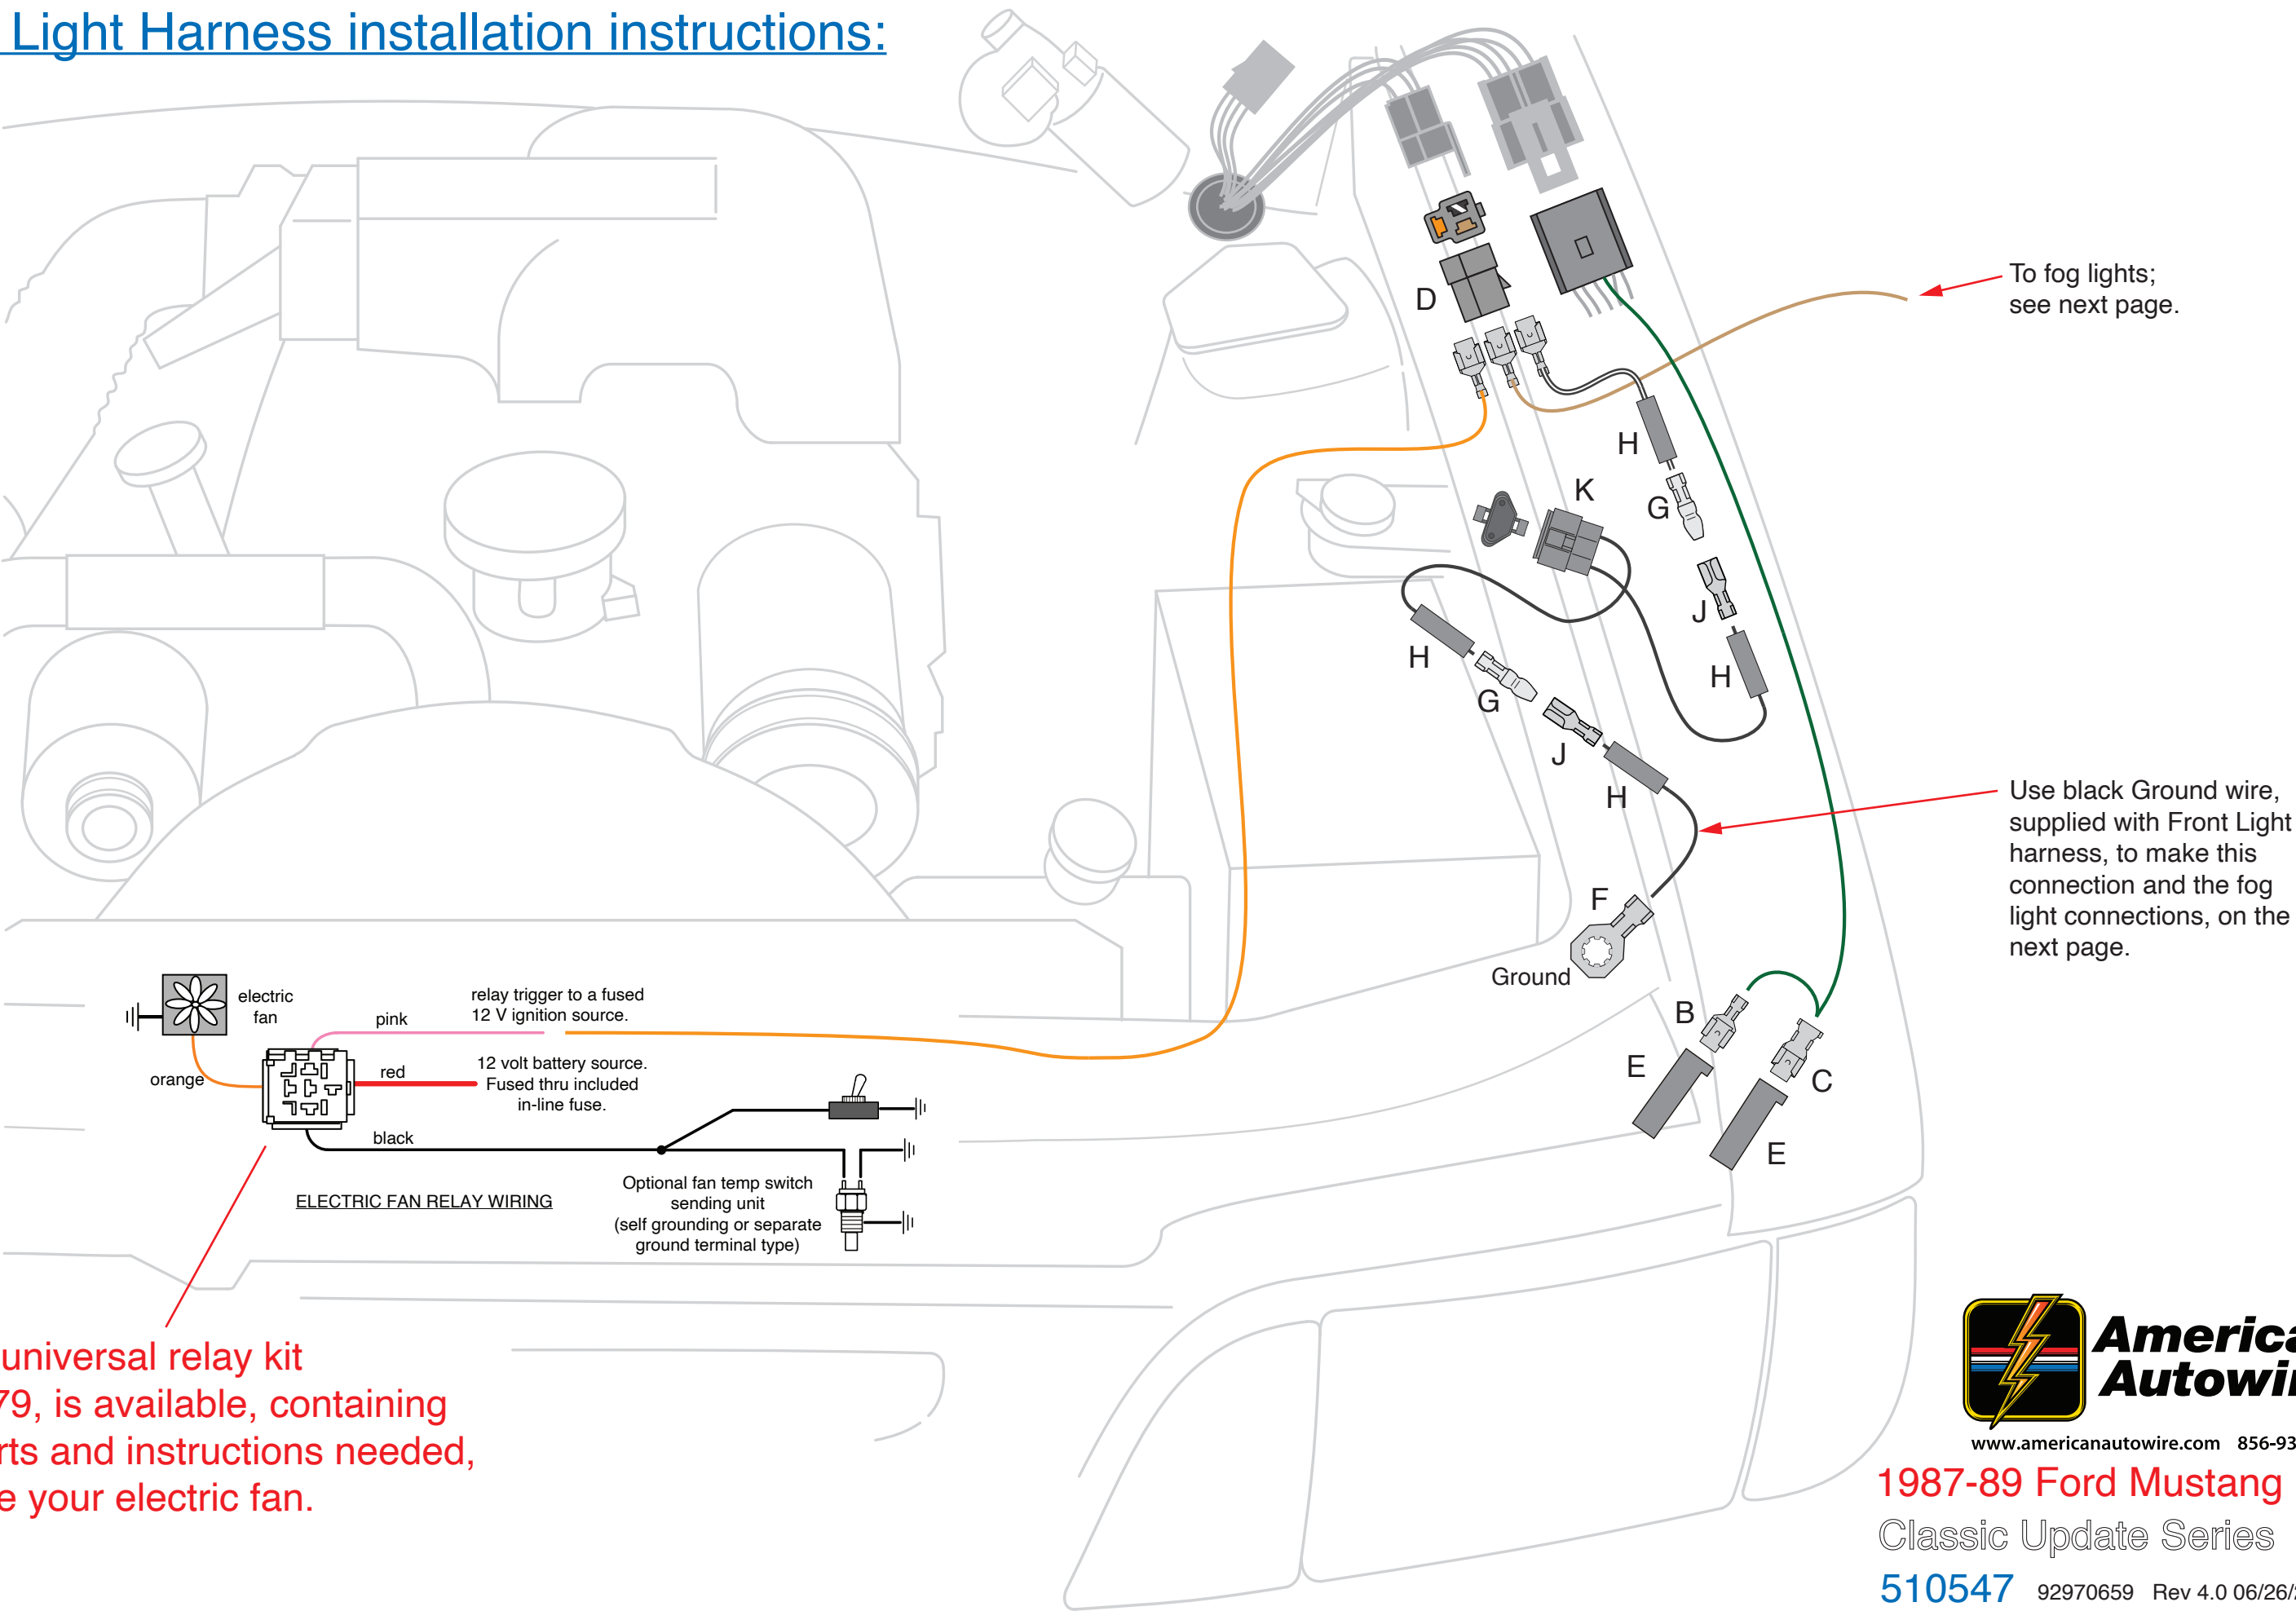 Light Harness installation instructions:
To fog lights;
see next page.
D
H
K
G
J
H
H
G
J
H
Use black Ground wire,
supplied with Front Light
harness, to make this
connection and the fog
light connections, on the
next page.
F
Ground
B
E
C
E
electric
fan
orange
pink
relay trigger to a fused
12 V ignition source.
red
12 volt battery source.
Fused thru included
in-line fuse.
black
ELECTRIC FAN RELAY WIRING
Optional fan temp switch
sending unit
(self grounding or separate
ground terminal type)
universal relay kit
79, is available, containing
and instructions needed,
your electric fan.
www.americanautowire.com
1987-89 Ford Mustang
Classic Update Series
510547 92970659 Rev 4.0